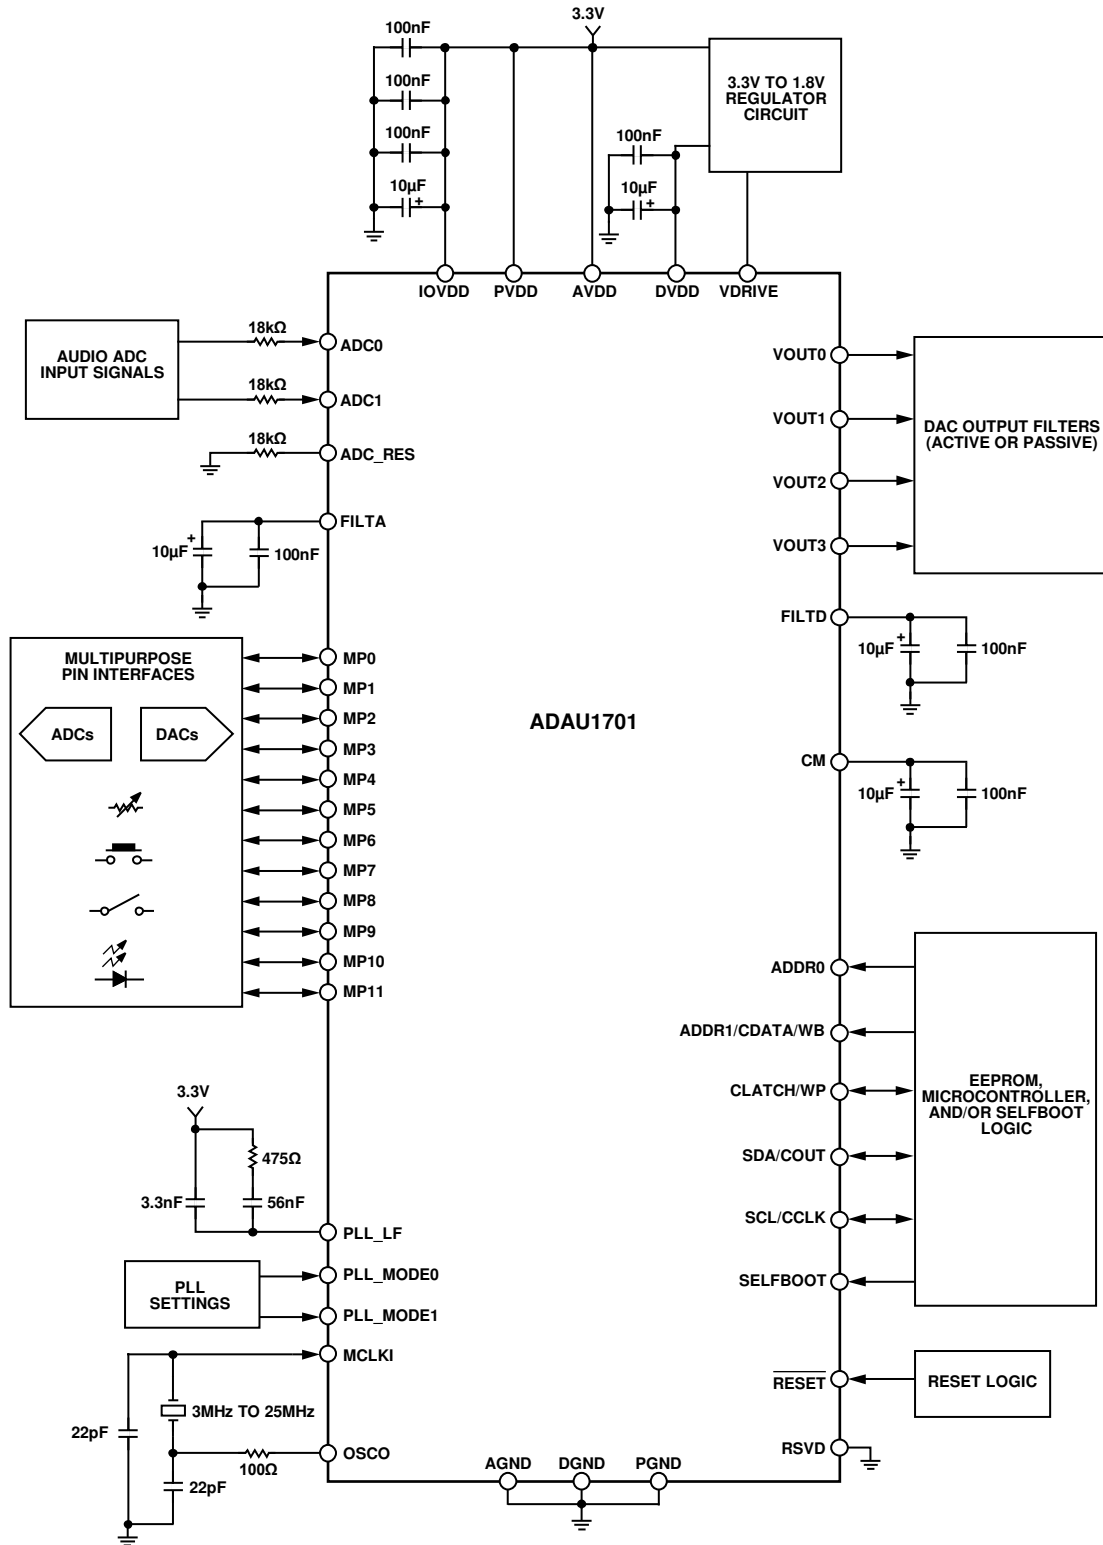 3.3V
100nF
100nF
100nF
10µF
+
3.3V TO 1.8V
REGULATOR
CIRCUIT
100nF
10µF
+
IOVDD
PVDD
AVDD
DVDD
VDRIVE
AUDIO ADC
INPUT SIGNALS
18kΩ
ADC0
18kΩ
ADC1
18kΩ
ADC_RES
FILTA
+
10µF
100nF
MULTIPURPOSE
PIN INTERFACES
ADCs
DACs
MP0
MP1
MP2
MP3
MP4
MP5
MP6
MP7
MP8
MP9
MP10
MP11
ADAU1701
VOUT0
VOUT1
VOUT2
VOUT3
DAC OUTPUT FILTERS
(ACTIVE OR PASSIVE)
FILTD
+
10µF
100nF
CM
+
10µF
100nF
ADDR0
ADDR1/CDATA/WB
CLATCH/WP
SDA/COUT
SCL/CCLK
SELFBOOT
EEPROM,
MICROCONTROLLER,
AND/OR SELFBOOT
LOGIC
3.3V
475Ω
3.3nF
56nF
PLL_LF
PLL
SETTINGS
PLL_MODE0
PLL_MODE1
MCLKI
3MHz TO 25MHz
22pF
100Ω
OSCO
22pF
RESET
RESET LOGIC
RSVD
AGND
DGND
PGND